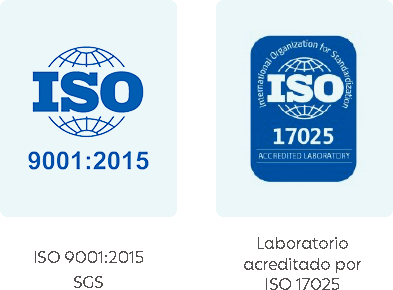 ISO
9001:2015
ISO 9001:2015
SGS
International Organization for Standardization
ISO
17025
ACCREDITED LABORATORY
Laboratorio
acreditado por
ISO 17025